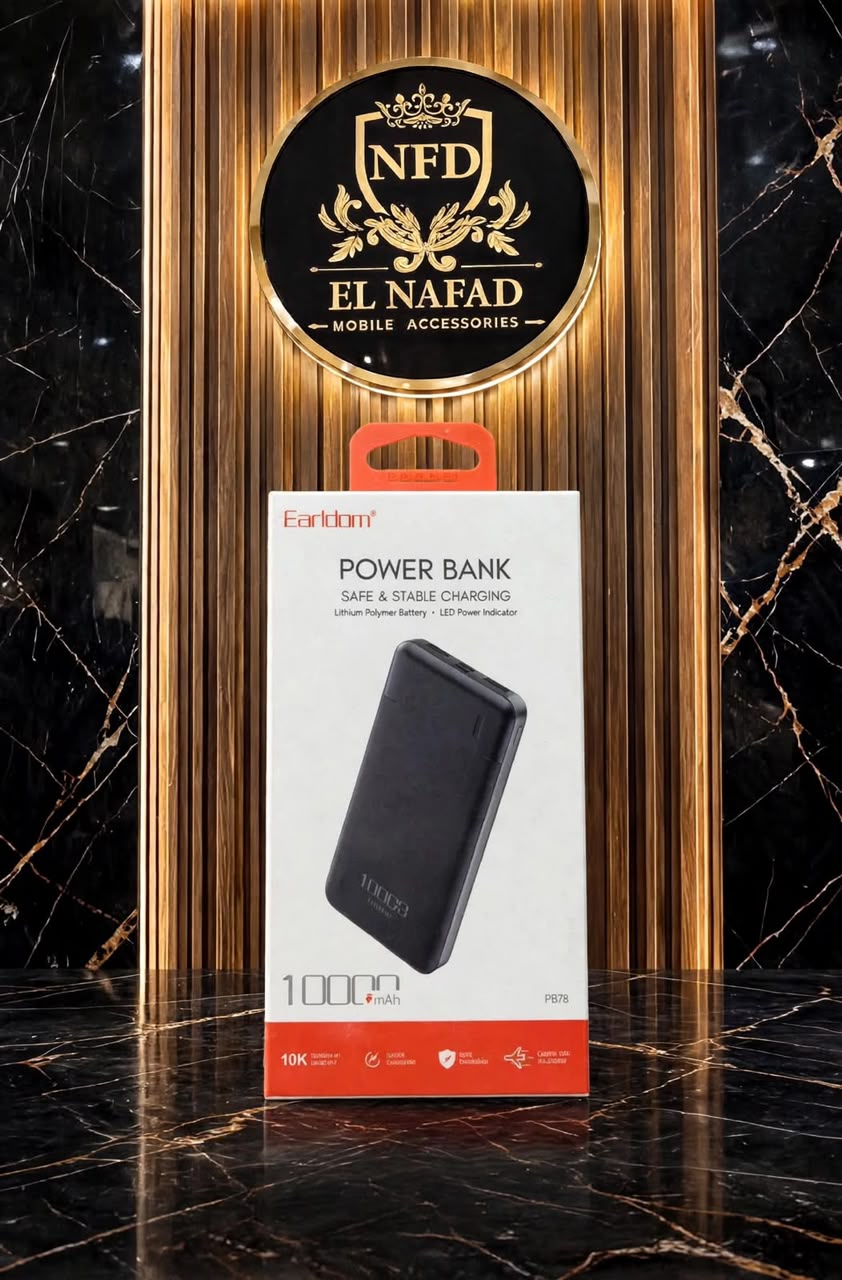 NFD
EL NAFAD
MOBILE ACCESSORIES
Earldom®
POWER BANK
SAFE & STABLE CHARGING
Lithium Polymer Battery • LED Power Indicator
10000mAh
PB78
10K